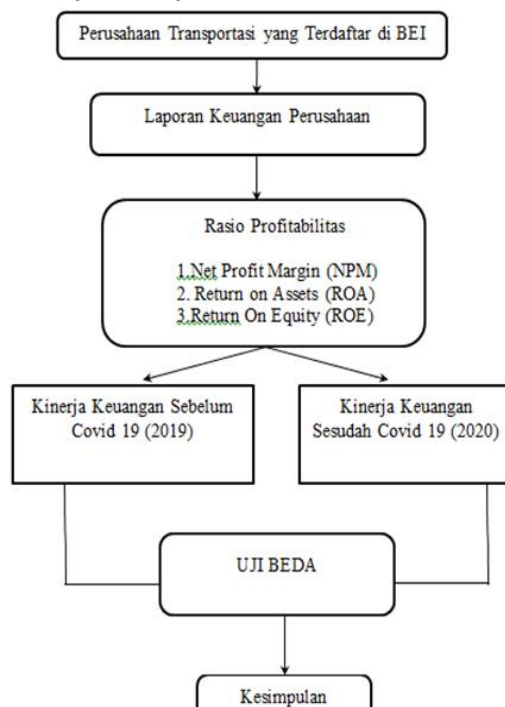 Perusahaan Transportasi yang Terdaftar di BEI
Laporan Keuangan Perusahaan
Rasio Profitabilitas
1.Net Profit Margin (NPM)
2. Return on Assets (ROA)
3.Return On Equity (ROE)
Kinerja Keuangan Sebelum
Covid 19 (2019)
Kinerja Keuangan
Sesudah Covid 19 (2020)
UJI BEDA
Kesimpulan